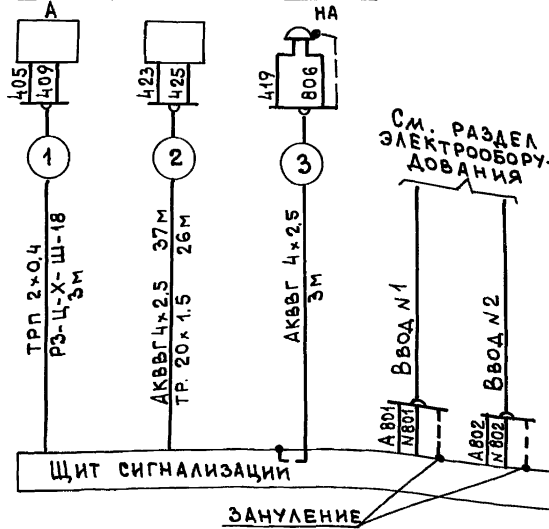 А
НА
405
409
423
425
419
806
1
2
3
См. РАЗДЕЛ
ЭЛЕКТРООБОРУ-
ДОВАНИЯ
ТРП 2×0,4
РЗ-Ц-Х-Ш-18
3м
АКВВГ 4×2,5 37м
ТР. 20×1,5 26м
АКВВГ 4×2,5
3м
ВВОД N1
ВВОД N2
А801
N801
А802
N802
ЩИТ СИГНАЛИЗАЦИИ
ЗАНУЛЕНИЕ